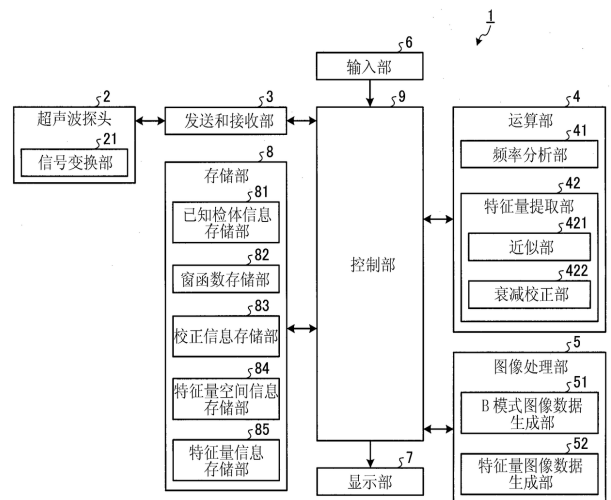 1
6
输入部
2
超声波探头
21
信号变换部
3
发送和接收部
9
控制部
4
运算部
41
频率分析部
42
特征量提取部
421
近似部
422
衰减校正部
8
存储部
81
已知检体信息
存储部
82
窗函数存储部
83
校正信息存储部
84
特征量空间信息
存储部
85
特征量信息
存储部
5
图像处理部
51
B模式图像数据
生成部
52
特征量图像数据
生成部
7
显示部